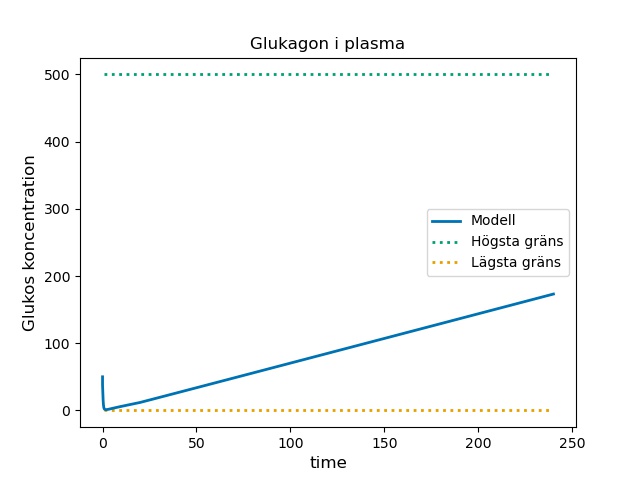 Glukagon i plasma
Glukos koncentration
500
400
300
200
100
0
Modell
Högsta gräns
Lägsta gräns
0
50
100
150
200
250
time